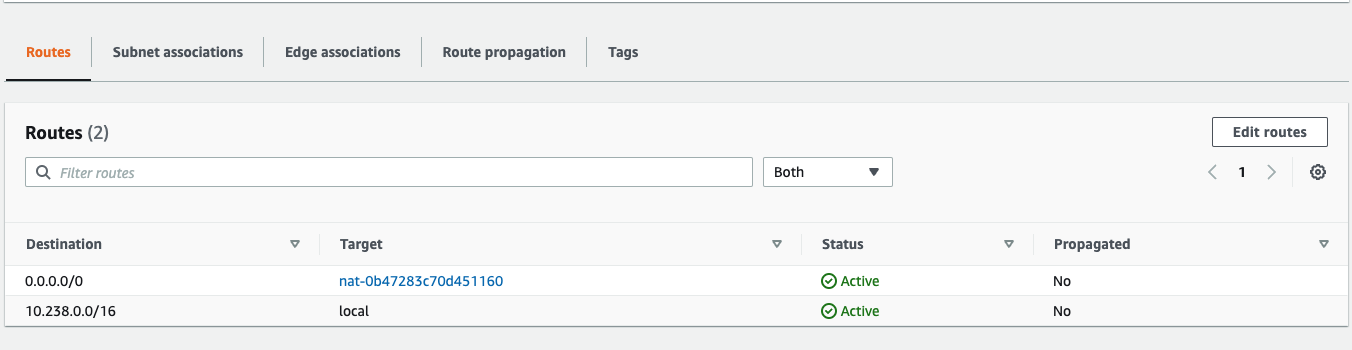 Routes Subnet associations Edge associations Route propagation Tags
Routes (2) Edit routes
Filter routes Both 1
Destination Target Status Propagated
0.0.0.0/0 nat-0b47283c70d451160 Active No
10.238.0.0/16 local Active No